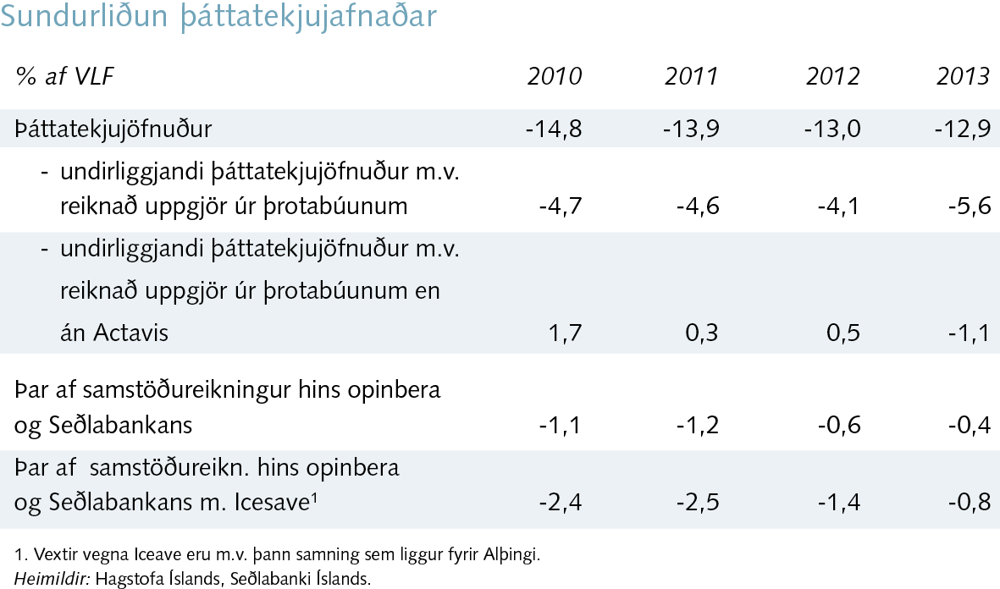 Sundurliðun þáttatekjujafnaðar
% af VLF 2010 2011 2012 2013
Þáttatekjujöfnuður -14,8 -13,9 -13,0 -12,9
- undirliggjandi þáttatekjujöfnuður m.v.
reiknað uppgjör úr þrotabúunum -4,7 -4,6 -4,1 -5,6
- undirliggjandi þáttatekjujöfnuður m.v.
reiknað uppgjör úr þrotabúunum en
án Actavis 1,7 0,3 0,5 -1,1
Þar af samstöðureikningur hins opinbera
og Seðlabankans -1,1 -1,2 -0,6 -0,4
Þar af samstöðureikn. hins opinbera
og Seðlabankans m. Icesave¹ -2,4 -2,5 -1,4 -0,8
1. Vextir vegna Iceave eru m.v. þann samning sem liggur fyrir Alþingi.
Heimildir: Hagstofa Íslands, Seðlabanki Íslands.